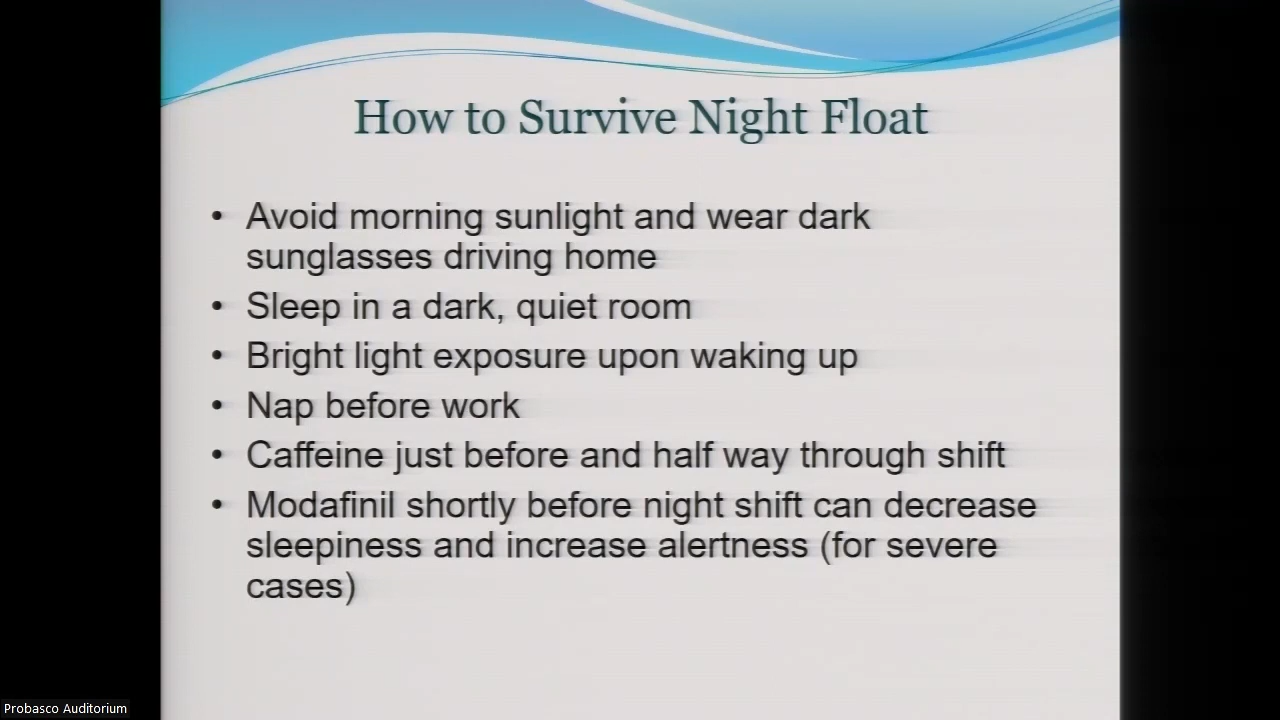 How to Survive Night Float
• Avoid morning sunlight and wear dark
sunglasses driving home
• Sleep in a dark, quiet room
• Bright light exposure upon waking up
• Nap before work
• Caffeine just before and half way through shift
• Modafinil shortly before night shift can decrease
sleepiness and increase alertness (for severe
cases)
Probasco Auditorium